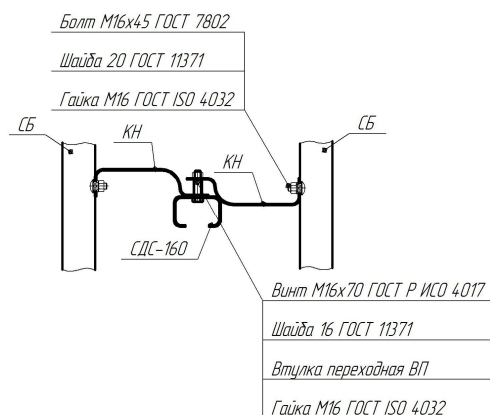 Болт М16х45 ГОСТ 7802
Шайба 20 ГОСТ 11371
Гайка М16 ГОСТ ISO 4032
СБ
КН
СБ
КН
СДС-160
Винт М16х70 ГОСТ Р ИСО 4017
Шайба 16 ГОСТ 11371
Втулка переходная ВП
Гайка М16 ГОСТ ISO 4032